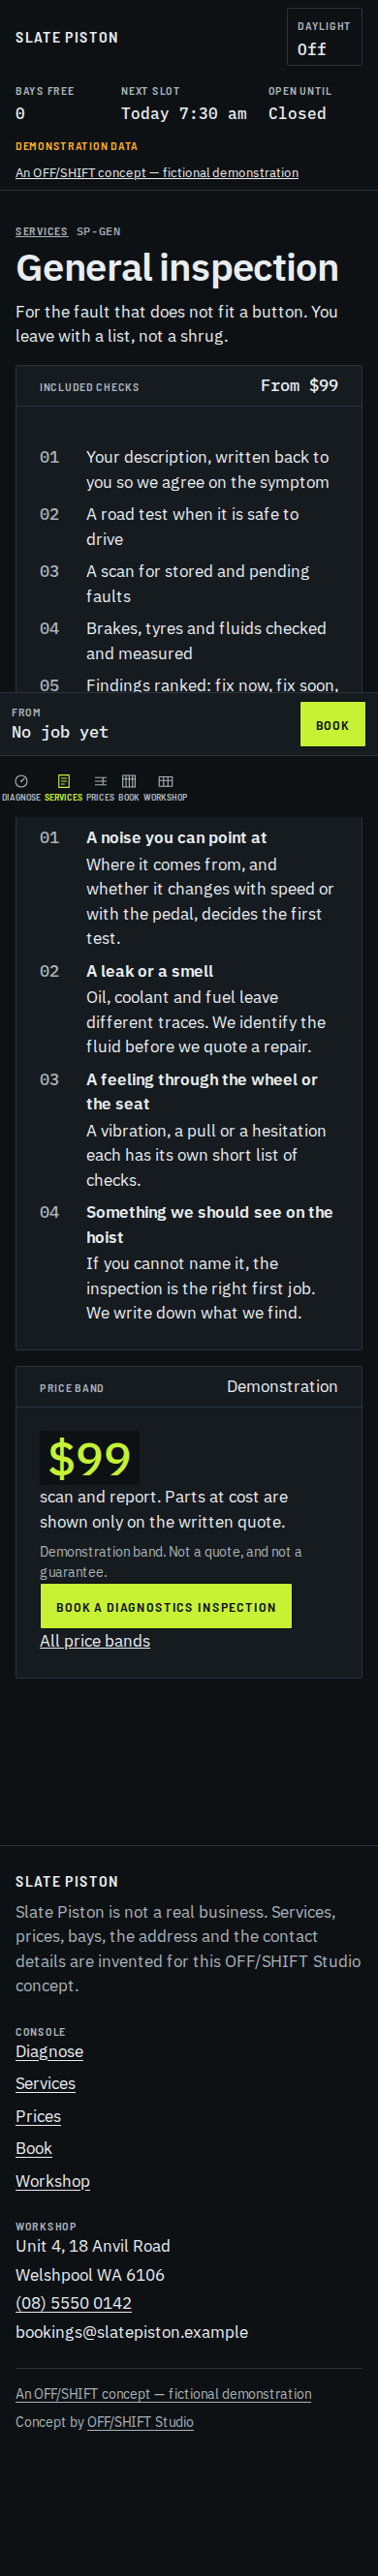 SLATE PISTON
DAYLIGHT
Off
BAYS FREE
0
NEXT SLOT
Today 7:30 am
OPEN UNTIL
Closed
DEMONSTRATION DATA
An OFF/SHIFT concept — fictional demonstration
SERVICES SP-GEN
General inspection
For the fault that does not fit a button. You
leave with a list, not a shrug.
INCLUDED CHECKS
From $99
01 Your description, written back to
you so we agree on the symptom
02 A road test when it is safe to
drive
03 A scan for stored and pending
faults
04 Brakes, tyres and fluids checked
and measured
05 Findings ranked: fix now, fix soon,
FROM
No job yet
BOOK
DIAGNOSE SERVICES PRICES BOOK WORKSHOP
01 A noise you can point at
Where it comes from, and
whether it changes with speed or
with the pedal, decides the first
test.
02 A leak or a smell
Oil, coolant and fuel leave
different traces. We identify the
fluid before we quote a repair.
03 A feeling through the wheel or
the seat
A vibration, a pull or a hesitation
each has its own short list of
checks.
04 Something we should see on the
hoist
If you cannot name it, the
inspection is the right first job.
We write down what we find.
PRICE BAND
Demonstration
$99
scan and report. Parts at cost are
shown only on the written quote.
Demonstration band. Not a quote, and not a
guarantee.
BOOK A DIAGNOSTICS INSPECTION
All price bands
SLATE PISTON
Slate Piston is not a real business. Services,
prices, bays, the address and the contact
details are invented for this OFF/SHIFT Studio
concept.
CONSOLE
Diagnose
Services
Prices
Book
Workshop
WORKSHOP
Unit 4, 18 Anvil Road
Welshpool WA 6106
(08) 5550 0142
bookings@slatepiston.example
An OFF/SHIFT concept — fictional demonstration
Concept by OFF/SHIFT Studio